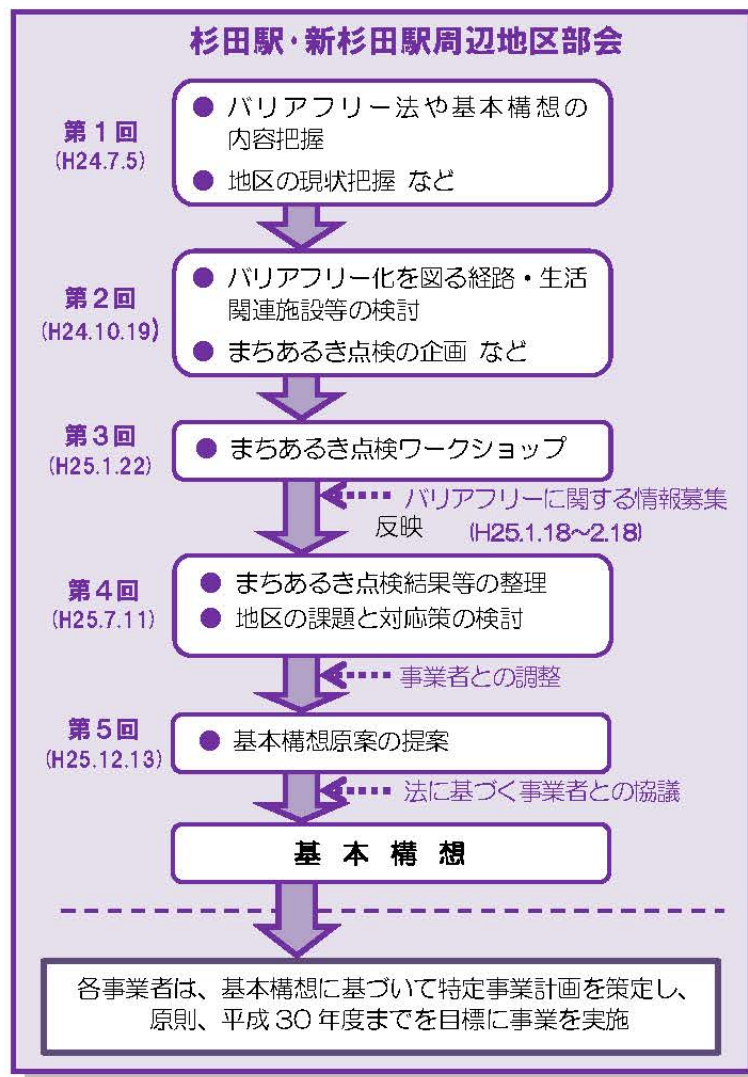 杉田駅・新杉田駅周辺地区部会
第1回
(H24.7.5)
● バリアフリー法や基本構想の
内容把握
● 地区の現状把握 など
第2回
(H24.10.19)
● バリアフリー化を図る経路・生活
関連施設等の検討
● まちあるき点検の企画 など
第3回
(H25.1.22)
● まちあるき点検ワークショップ
バリアフリーに関する情報募集
反映 (H25.1.18～2.18)
第4回
(H25.7.11)
● まちあるき点検結果等の整理
● 地区の課題と対応策の検討
事業者との調整
第5回
(H25.12.13)
● 基本構想原案の提案
法に基づく事業者との協議
基本構想
各事業者は、基本構想に基づいて特定事業計画を策定し、
原則、平成30年度までを目標に事業を実施